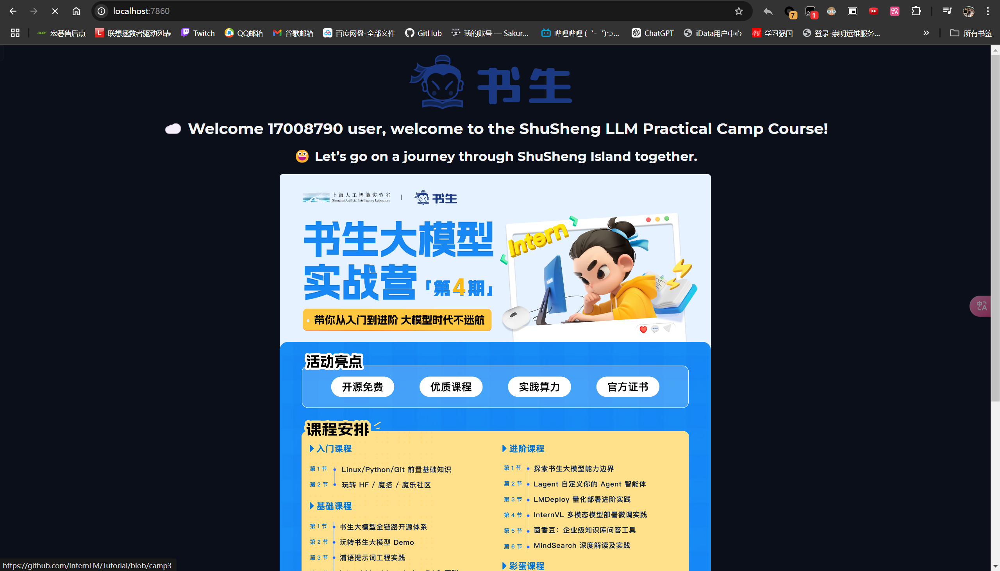 localhost:7860
7
1
acer 宏基售后点
L 联想拯救者驱动列表
Twitch
QQ邮箱
谷歌邮箱
百度网盘-全部文件
GitHub
我的账号 — Sakur...
哔哩哔哩 ( ゜- ゜)つ...
ChatGPT
iData用户中心
学习强国
登录-崇明运维服务...
所有书签
书生
Welcome 17008790 user, welcome to the ShuSheng LLM Practical Camp Course!
Let’s go on a journey through ShuSheng Island together.
上海人工智能实验室
Shanghai Artificial Intelligence Laboratory
书生
书生大模型
实战营「第4期」
Intern
Intern
带你从入门到进阶 大模型时代不迷航
中A
活动亮点
开源免费
优质课程
实践算力
官方证书
课程安排
入门课程
第 1 节 Linux/Python/Git 前置基础知识
第 2 节 玩转 HF / 魔搭 / 魔乐社区
基础课程
第 1 节 书生大模型全链路开源体系
第 2 节 玩转书生大模型 Demo
第 3 节 浦语提示词工程实践
进阶课程
第 1 节 探索书生大模型能力边界
第 2 节 Lagent 自定义你的 Agent 智能体
第 3 节 LMDeploy 量化部署进阶实践
第 4 节 InternVL 多模态模型部署微调实践
第 5 节 茴香豆：企业级知识库问答工具
第 6 节 MindSearch 深度解读及实践
彩蛋课程
https://github.com/InternLM/Tutorial/blob/camp3